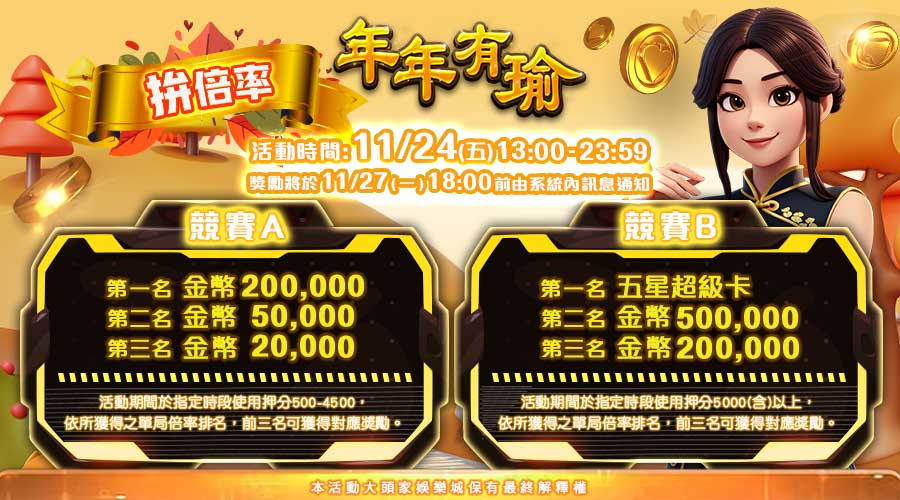 拚倍率
年年有瑜
活動時間:11/24(五)13:00-23:59
獎勵將於11/27(一)18:00前由系統內訊息通知
競賽A
第一名 金幣 200,000
第二名 金幣 50,000
第三名 金幣 20,000
活動期間於指定時段使用押分500-4500，
依所獲得之單局倍率排名，前三名可獲得對應獎勵。
競賽B
第一名 五星超級卡
第二名 金幣 500,000
第三名 金幣 200,000
活動期間於指定時段使用押分5000(含)以上，
依所獲得之單局倍率排名，前三名可獲得對應獎勵。
本活動大頭家娛樂城保有最終解釋權